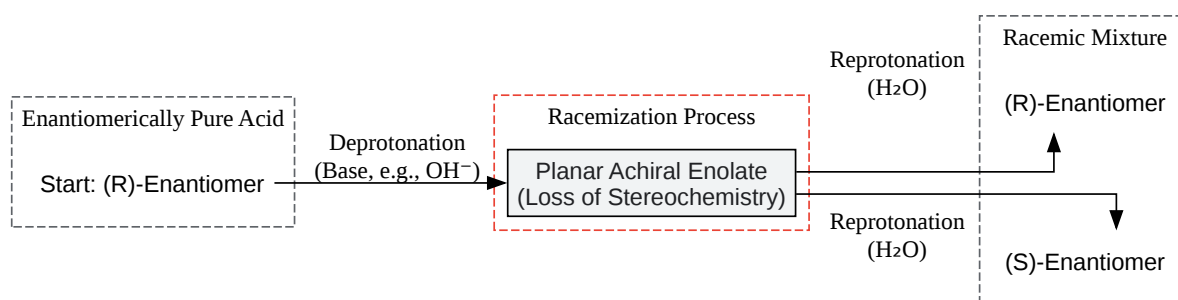 Enantiomerically Pure Acid
Start: (R)-Enantiomer
Deprotonation
(Base, e.g., OH⁻)
Racemization Process
Planar Achiral Enolate
(Loss of Stereochemistry)
Reprotonation
(H₂O)
Reprotonation
(H₂O)
Racemic Mixture
(R)-Enantiomer
(S)-Enantiomer